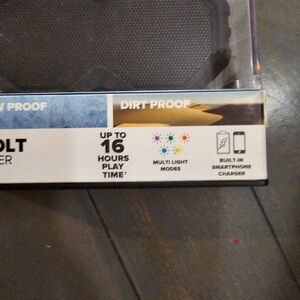 PROOF
DIRT PROOF
OLT
ER
UP TO
16
HOURS
PLAY
TIME†
MULTI LIGHT
MODES
BUILT-IN
SMARTPHONE
CHARGER